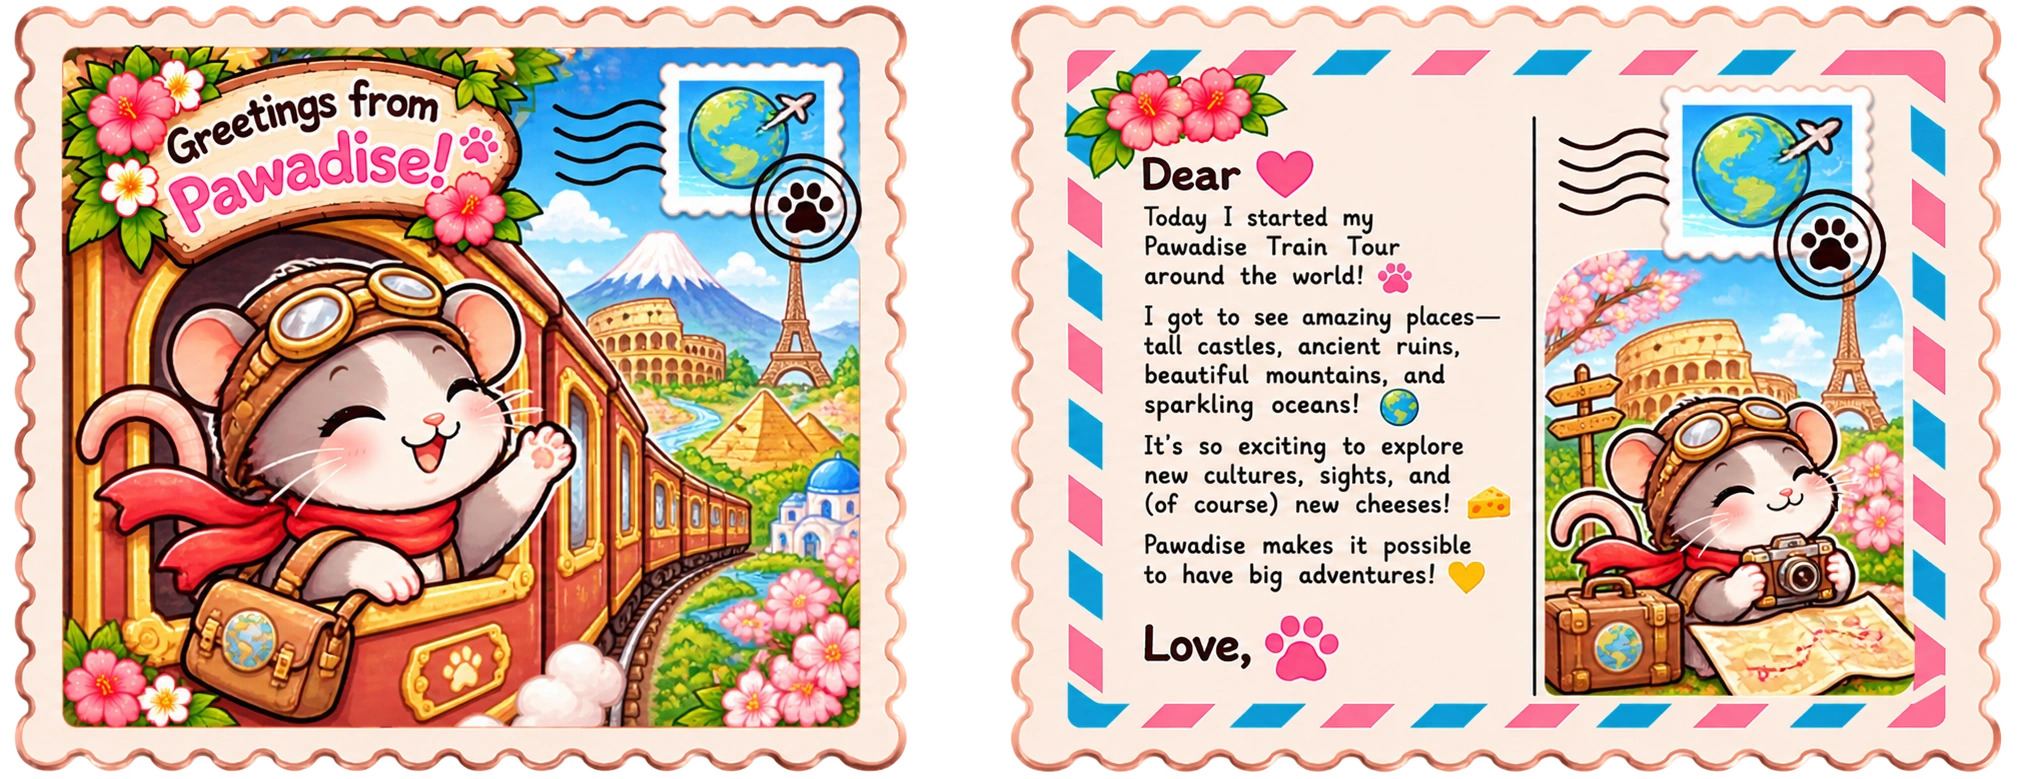 Greetings from
Pawadise!
Dear
Today I started my
Pawadise Train Tour
around the world!
I got to see amaziny places—
tall castles, ancient ruins,
beautiful mountains, and
sparkling oceans!
It's so exciting to explore
new cultures, sights, and
(of course) new cheeses!
Pawadise makes it possible
to have big adventures!
Love,